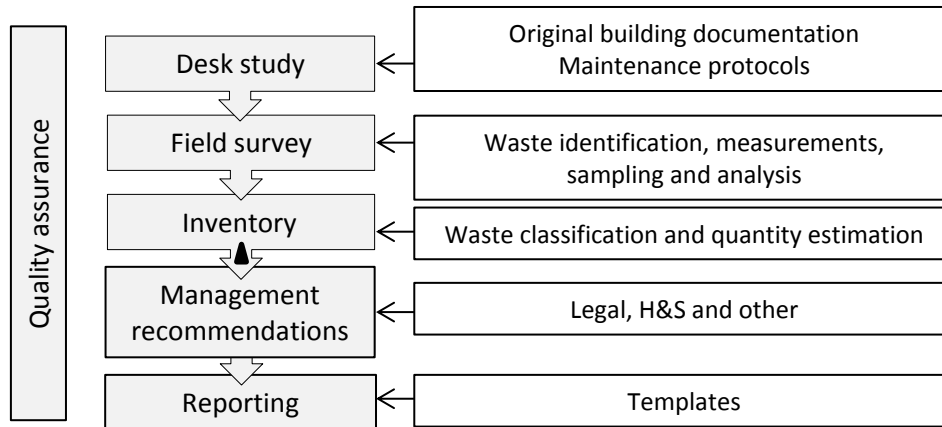 Quality assurance
Desk study
Original building documentation
Maintenance protocols
Field survey
Waste identification, measurements,
sampling and analysis
Inventory
Waste classification and quantity estimation
Management
recommendations
Legal, H&S and other
Reporting
Templates